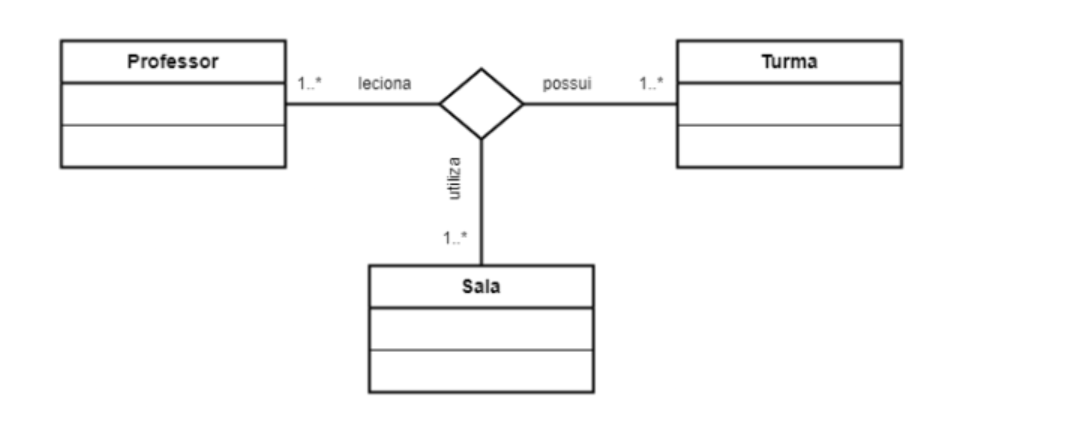 Professor
Turma
1..*
leciona
possui
1..*
utiliza
1..*
Sala